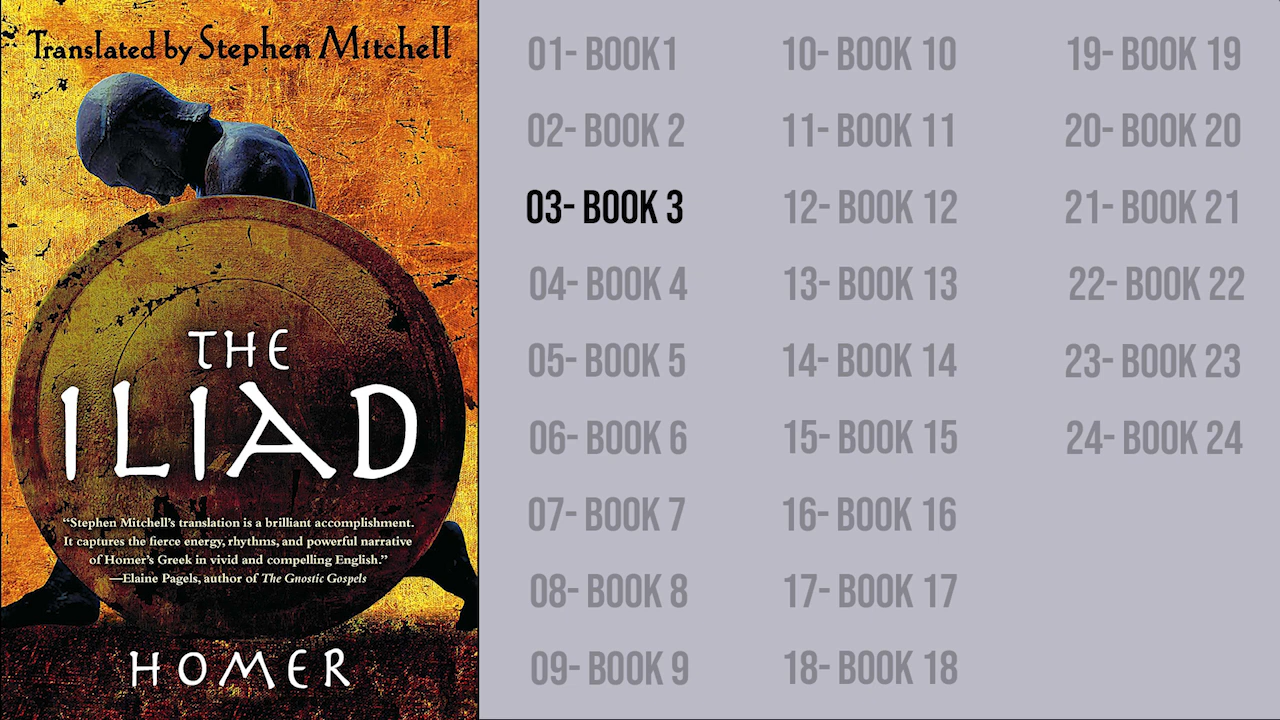 Translated by Stephen Mitchell
THE
ILIAD
“Stephen Mitchell’s translation is a brilliant accomplishment.
It captures the fierce energy, rhythms, and powerful narrative
of Homer’s Greek in vivid and compelling English.”
—Elaine Pagels, author of The Gnostic Gospels
HOMER
01- BOOK1
02- BOOK 2
03- BOOK 3
04- BOOK 4
05- BOOK 5
06- BOOK 6
07- BOOK 7
08- BOOK 8
09- BOOK 9
10- BOOK 10
11- BOOK 11
12- BOOK 12
13- BOOK 13
14- BOOK 14
15- BOOK 15
16- BOOK 16
17- BOOK 17
18- BOOK 18
19- BOOK 19
20- BOOK 20
21- BOOK 21
22- BOOK 22
23- BOOK 23
24- BOOK 24